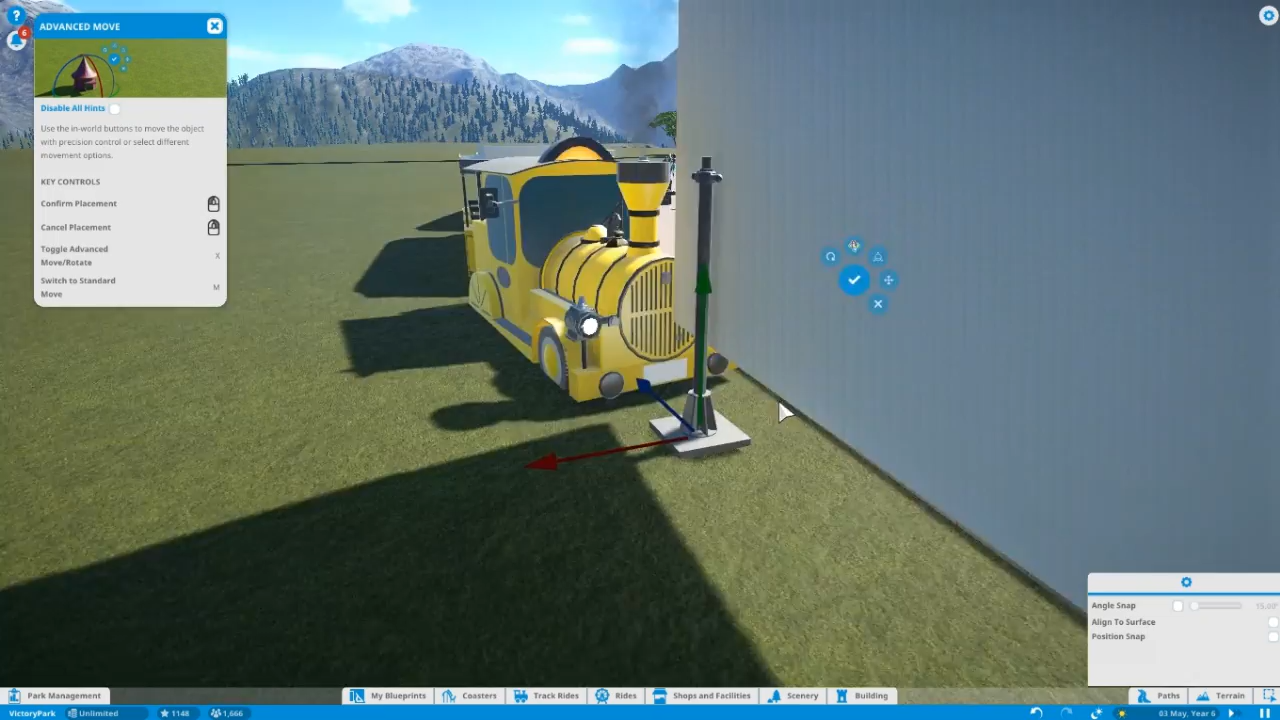 ?
6
ADVANCED MOVE
Disable All Hints
Use the in-world buttons to move the object
with precision control or select different
movement options.
KEY CONTROLS
Confirm Placement
Cancel Placement
Toggle Advanced
Move/Rotate
X
Switch to Standard
Move
M
Angle Snap
15.00°
Align To Surface
Position Snap
Park Management
My Blueprints
Coasters
Track Rides
Rides
Shops and Facilities
Scenery
Building
Paths
Terrain
VictoryPark
Unlimited
1148
1,666
03 May, Year 6